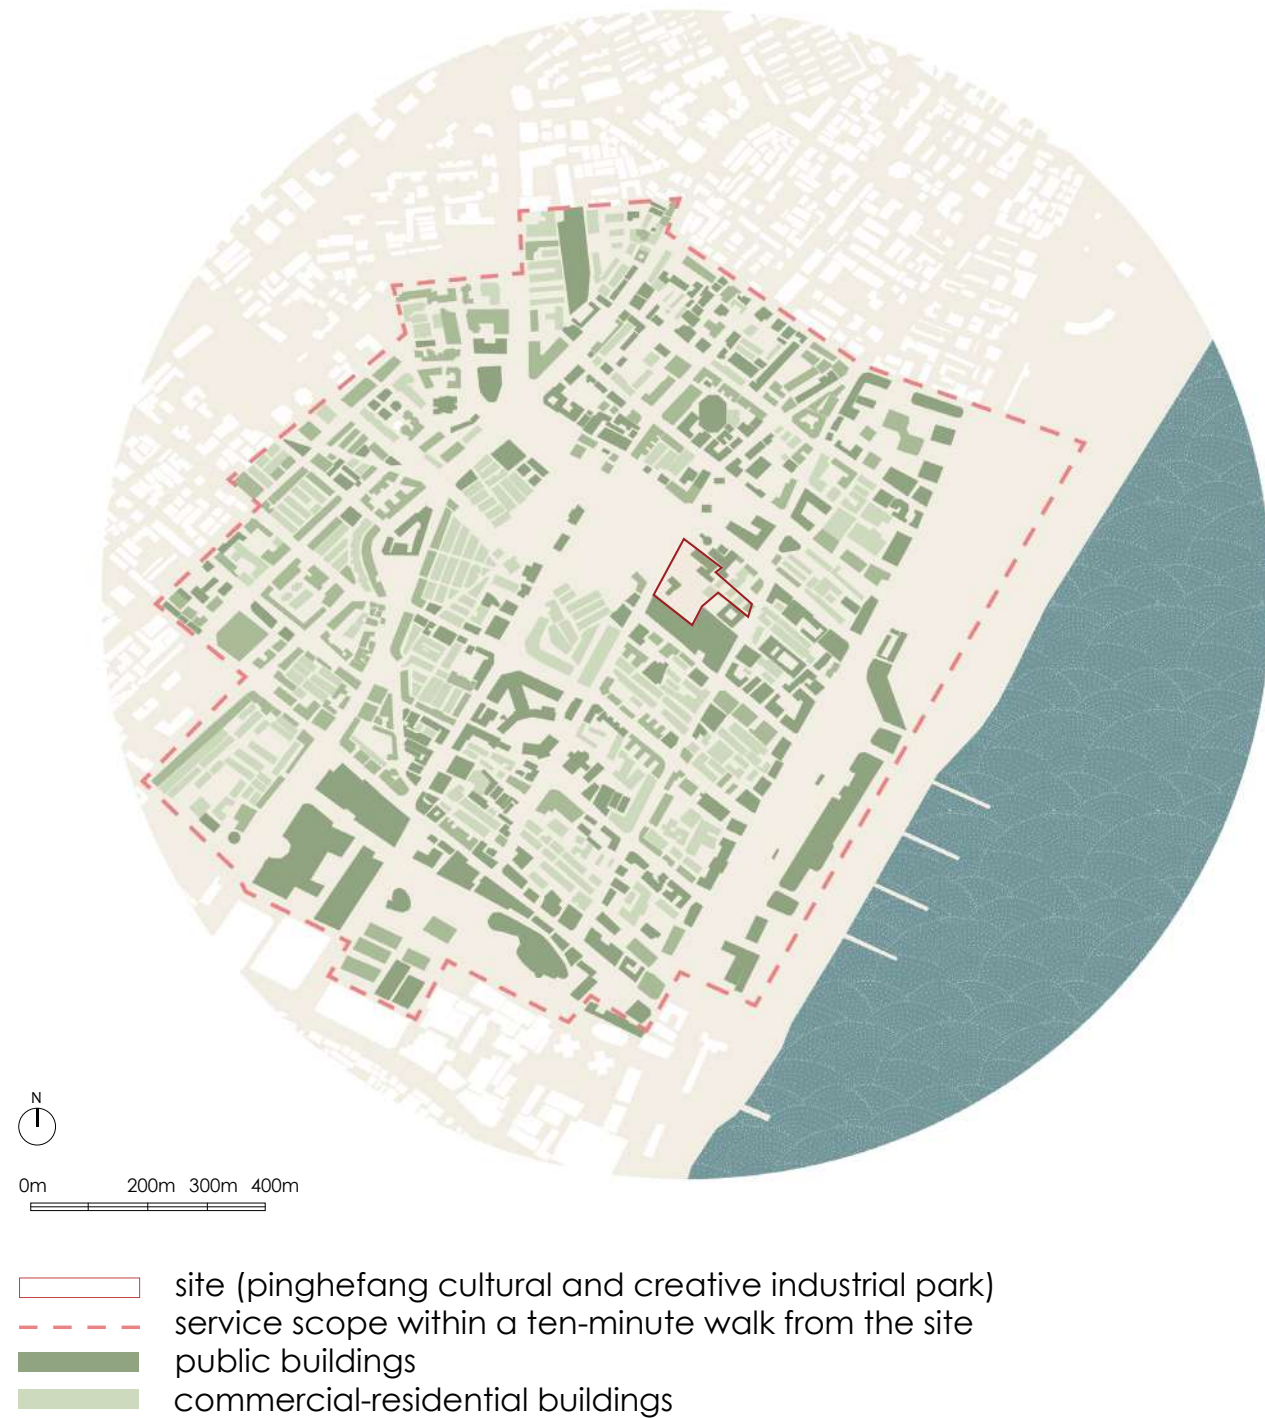 N
0m 200m 300m 400m
site (pinghefang cultural and creative industrial park)
service scope within a ten-minute walk from the site
public buildings
commercial-residential buildings